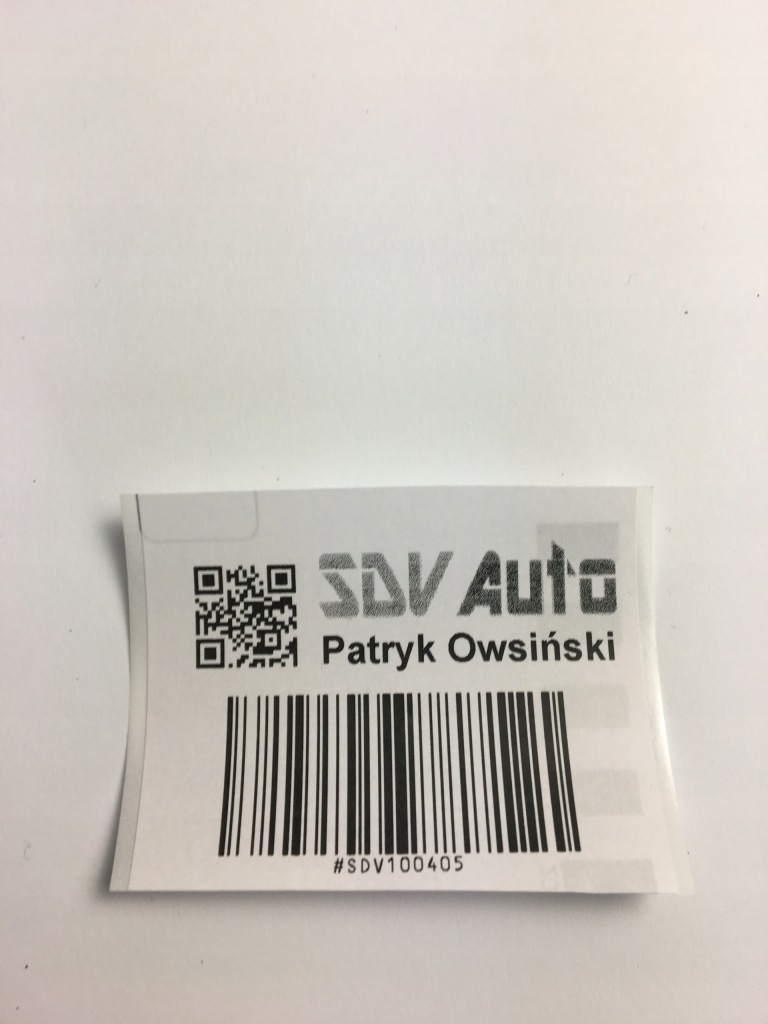 SDV Auto
Patryk Owsiński
#SDV100405